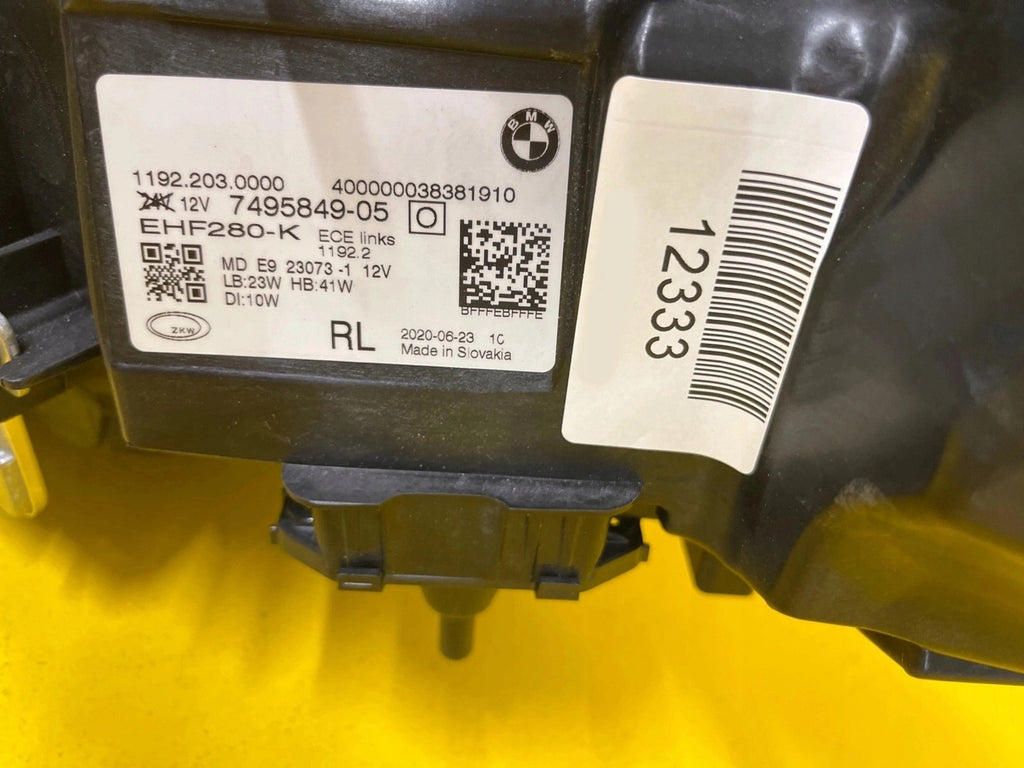 BMW
1192.203.0000 400000038381910
24V 12V 7495849-05 O
EHF280-K ECE links
1192.2
MD E9 23073-1 12V
LB:23W HB:41W
DI:10W
BFFFEBFFFE
ZKW
RL 2020-06-23 10
Made in Slovakia
12333